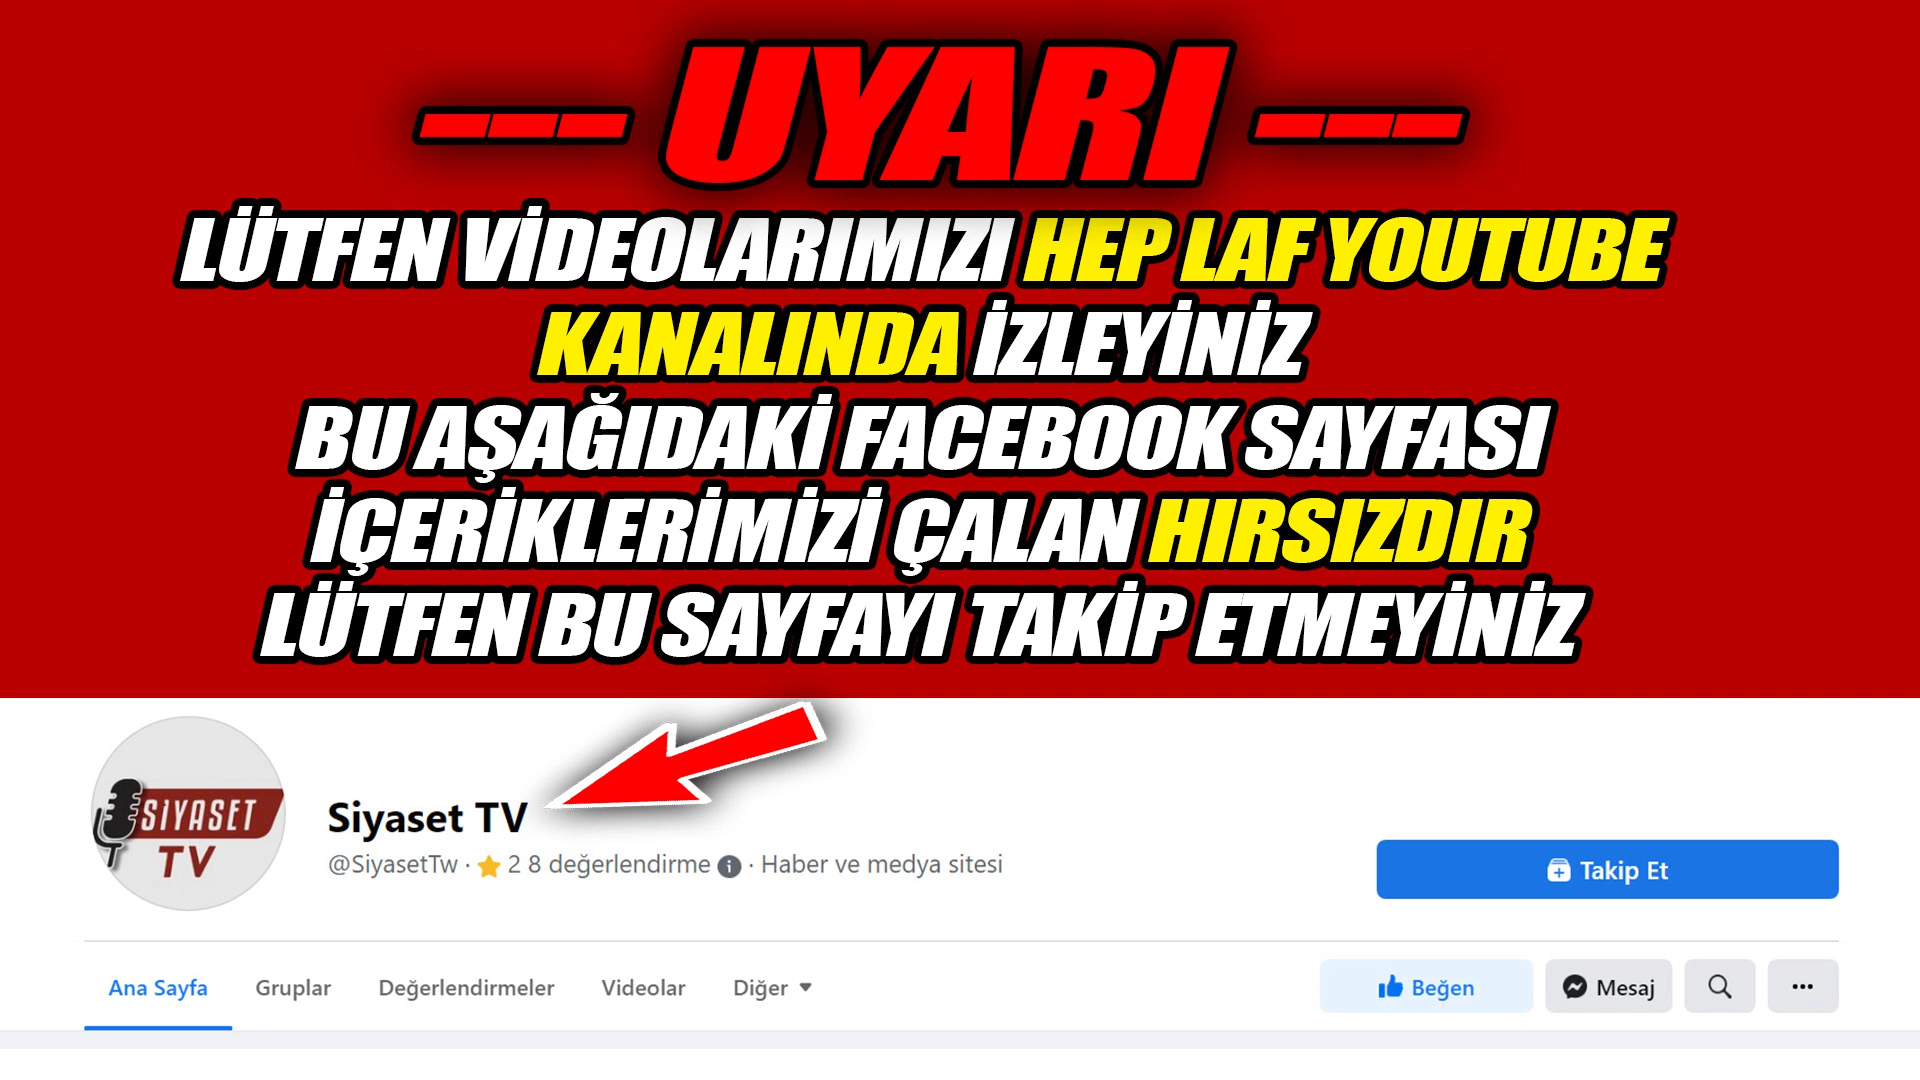 --- UYARI ---
LÜTFEN VİDEOLARIMIZI HEP LAF YOUTUBE
KANALINDA İZLEYİNİZ
BU AŞAĞIDAKİ FACEBOOK SAYFASI
İÇERİKLERİMİZİ ÇALAN HIRSIZDIR
LÜTFEN BU SAYFAYI TAKİP ETMEYİNİZ
SİYASET
TV
Siyaset TV
@SiyasetTw · 2 8 değerlendirme · Haber ve medya sitesi
Takip Et
Ana Sayfa Gruplar Değerlendirmeler Videolar Diğer Beğen Mesaj